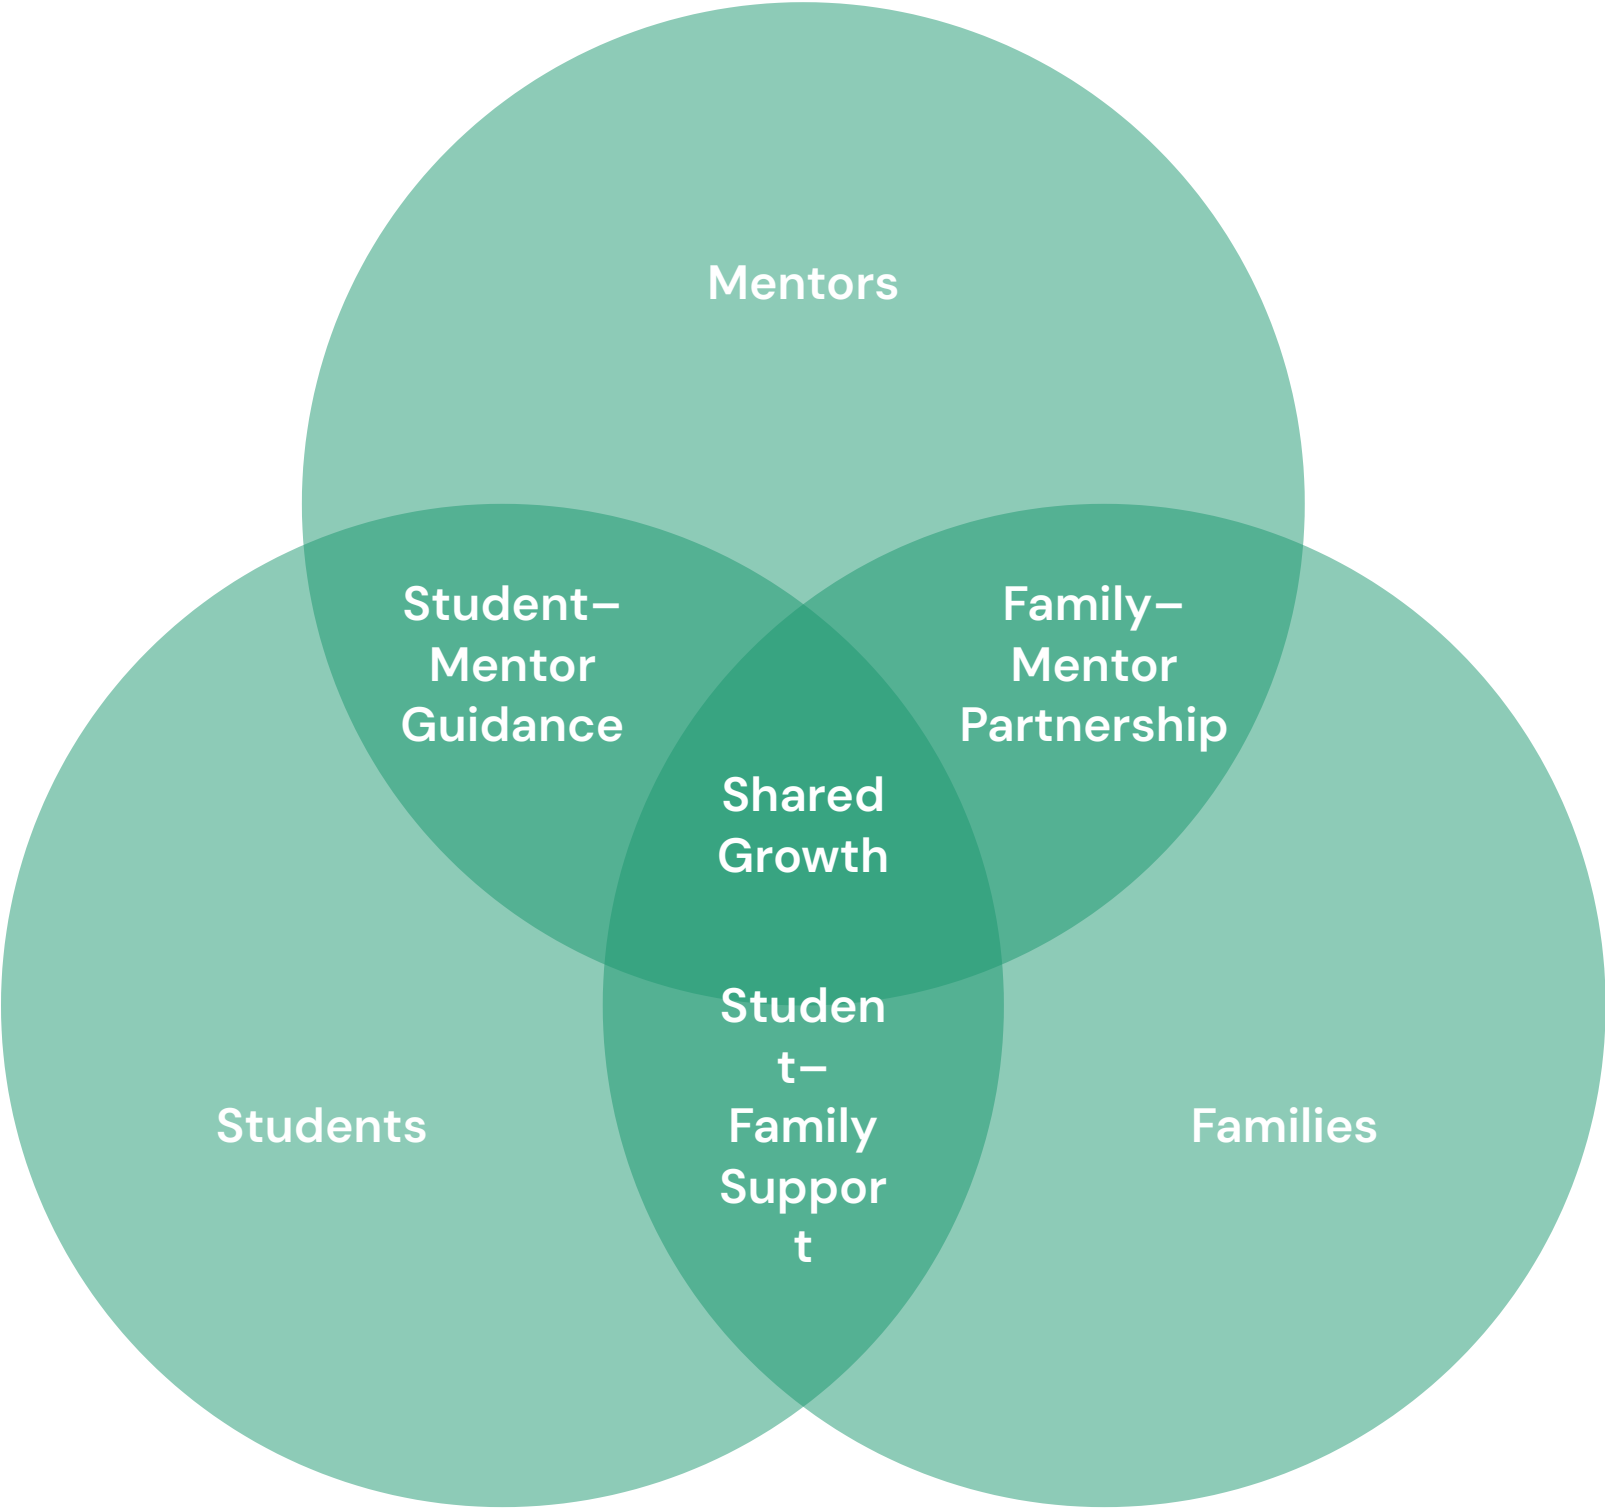 Mentors
Student–
Mentor
Guidance
Family–
Mentor
Partnership
Shared
Growth
Studen
t–
Family
Suppor
t
Students
Families